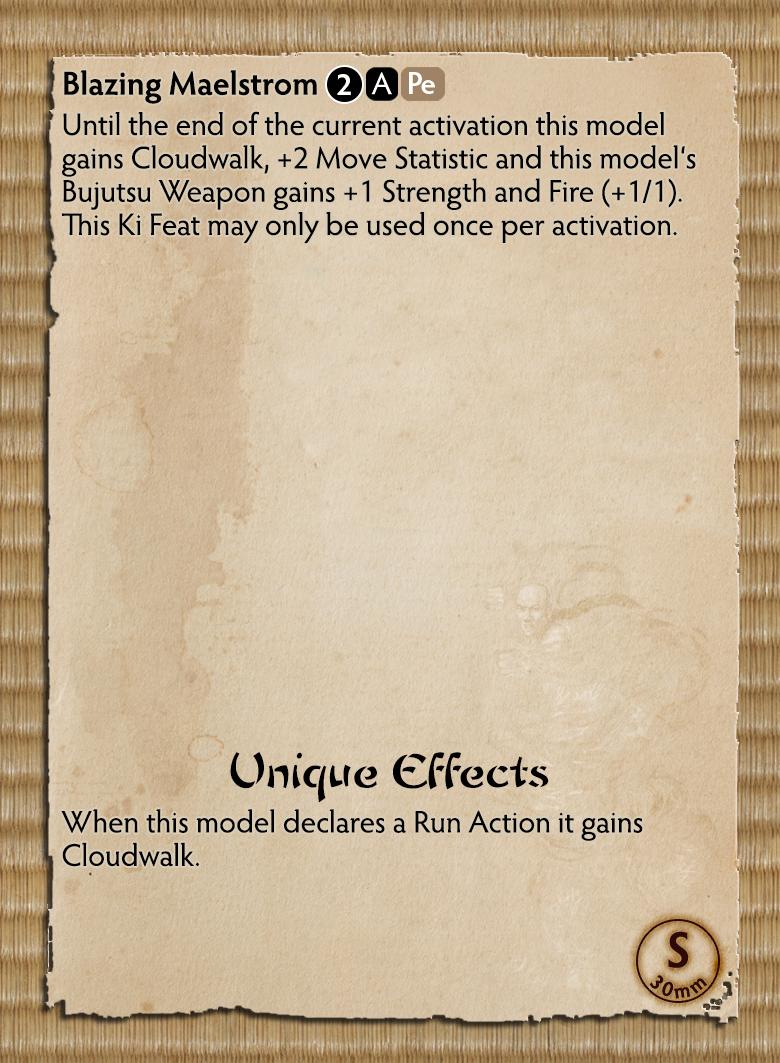 Blazing Maelstrom 2 A Pe
Until the end of the current activation this model
gains Cloudwalk, +2 Move Statistic and this model's
Bujutsu Weapon gains +1 Strength and Fire (+1/1).
This Ki Feat may only be used once per activation.
Unique Effects
When this model declares a Run Action it gains
Cloudwalk.
S
30mm